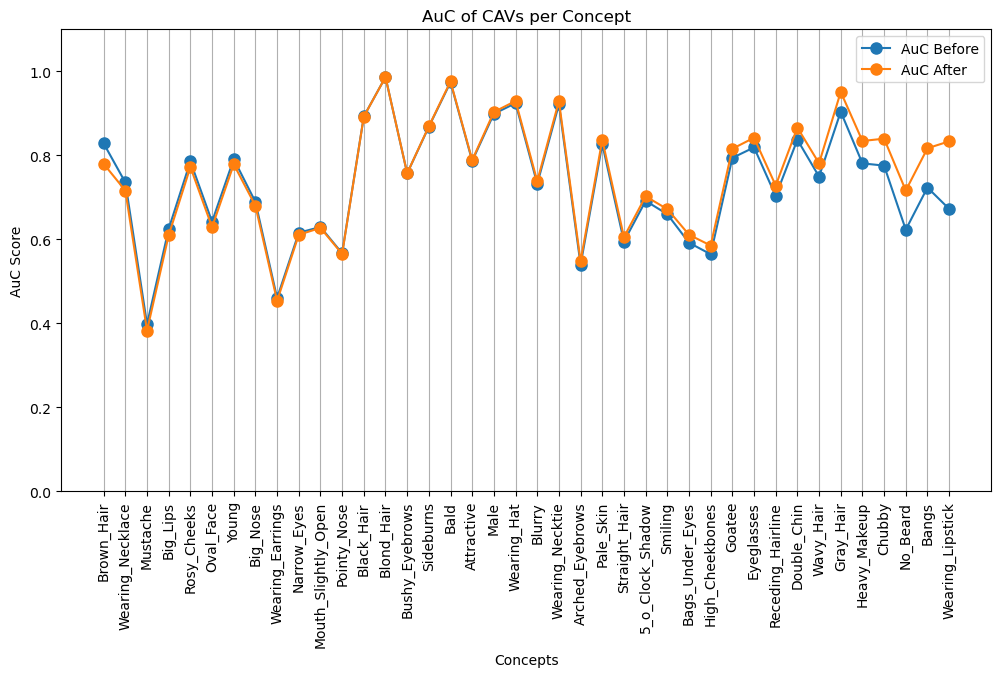 AuC of CAVs per Concept
AuC Before
AuC After
AuC Score
1.0
0.8
0.6
0.4
0.2
0.0
Brown_Hair
Wearing_Necklace
Mustache
Big_Lips
Rosy_Cheeks
Oval_Face
Young
Big_Nose
Wearing_Earrings
Narrow_Eyes
Mouth_Slightly_Open
Pointy_Nose
Black_Hair
Blond_Hair
Bushy_Eyebrows
Sideburns
Bald
Attractive
Male
Wearing_Hat
Blurry
Wearing_Necktie
Arched_Eyebrows
Pale_Skin
Straight_Hair
5_o_Clock_Shadow
Smiling
Bags_Under_Eyes
High_Cheekbones
Goatee
Eyeglasses
Receding_Hairline
Double_Chin
Wavy_Hair
Gray_Hair
Heavy_Makeup
Chubby
No_Beard
Bangs
Wearing_Lipstick
Concepts